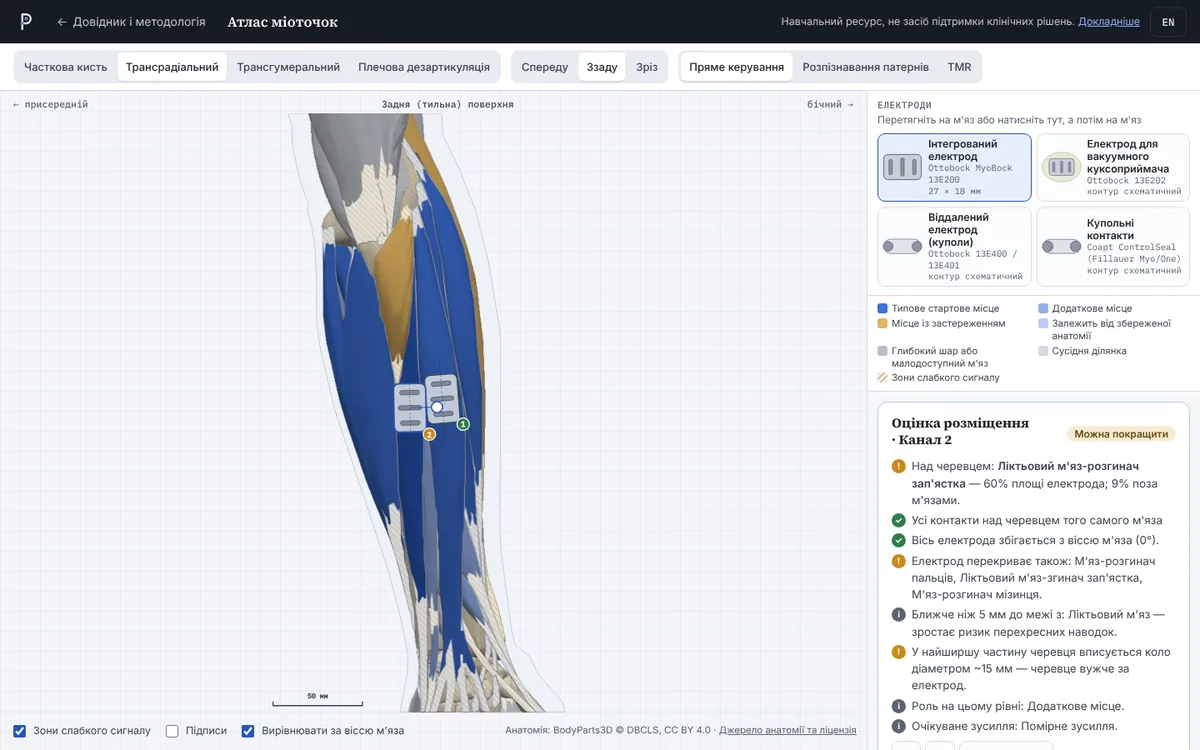 ← Довідник і методологія
Атлас міоточок
Навчальний ресурс, не засіб підтримки клінічних рішень. Докладніше
EN
Часткова кисть
Трансрадіальний
Трансгумеральний
Плечова дезартикуляція
Спереду
Ззаду
Зріз
Пряме керування
Розпізнавання патернів
TMR
← присередній
Задня (тильна) поверхня
бічний →
2
1
50 мм
Зони слабкого сигналу
Підписи
Вирівнювати за віссю м'яза
Анатомія: BodyParts3D © DBCLS, CC BY 4.0 · Джерело анатомії та ліцензія
ЕЛЕКТРОДИ
Перетягніть на м'яз або натисніть тут, а потім на м'яз
Інтегрований
електрод
Ottobock MyoBock
13E200
27 × 18 мм
Електрод для
вакуумного
куксоприймача
Ottobock 13E202
контур схематичний
Віддалений
електрод
(куполи)
Ottobock 13E400 /
13E401
контур схематичний
Купольні
контакти
Coapt ControlSeal
(Fillauer Myo/One)
контур схематичний
Типове стартове місце
Додаткове місце
Місце із застереженням
Залежить від збереженої
анатомії
Глибокий шар або
малодоступний м'яз
Сусідня ділянка
Зони слабкого сигналу
Оцінка розміщення
· Канал 2
Можна покращити
Над черевцем: Ліктьовий м'яз-розгинач
зап'ястка — 60% площі електрода; 9% поза
м'язами.
Усі контакти над черевцем того самого м'яза
Вісь електрода збігається з віссю м'яза (0°).
Електрод перекриває також: М'яз-розгинач
пальців, Ліктьовий м'яз-згинач зап'ястка,
М'яз-розгинач мізинця.
Ближче ніж 5 мм до межі з: Ліктьовий м'яз —
зростає ризик перехресних наводок.
У найширшу частину черевця вписується коло
діаметром ~15 мм — черевце вужче за
електрод.
Роль на цьому рівні: Додаткове місце.
Очікуване зусилля: Помірне зусилля.